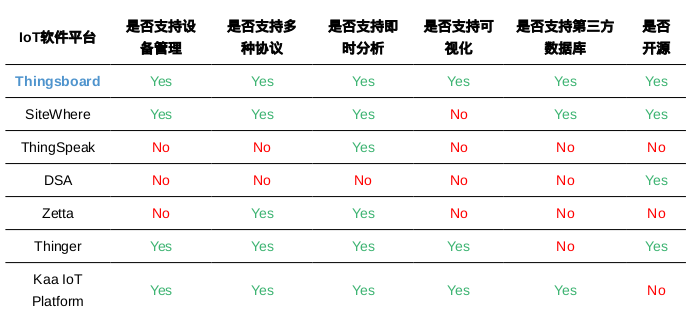 IoT软件平台 是否支持设备管理 是否支持多种协议 是否支持即时分析 是否支持可视化 是否支持第三方数据库 是否开源
Thingsboard Yes Yes Yes Yes Yes Yes
SiteWhere Yes Yes Yes No Yes Yes
ThingSpeak No No Yes No No No
DSA No No No No No Yes
Zetta No Yes Yes No No No
Thinger Yes Yes Yes Yes No Yes
Kaa IoT Platform Yes Yes Yes Yes Yes No